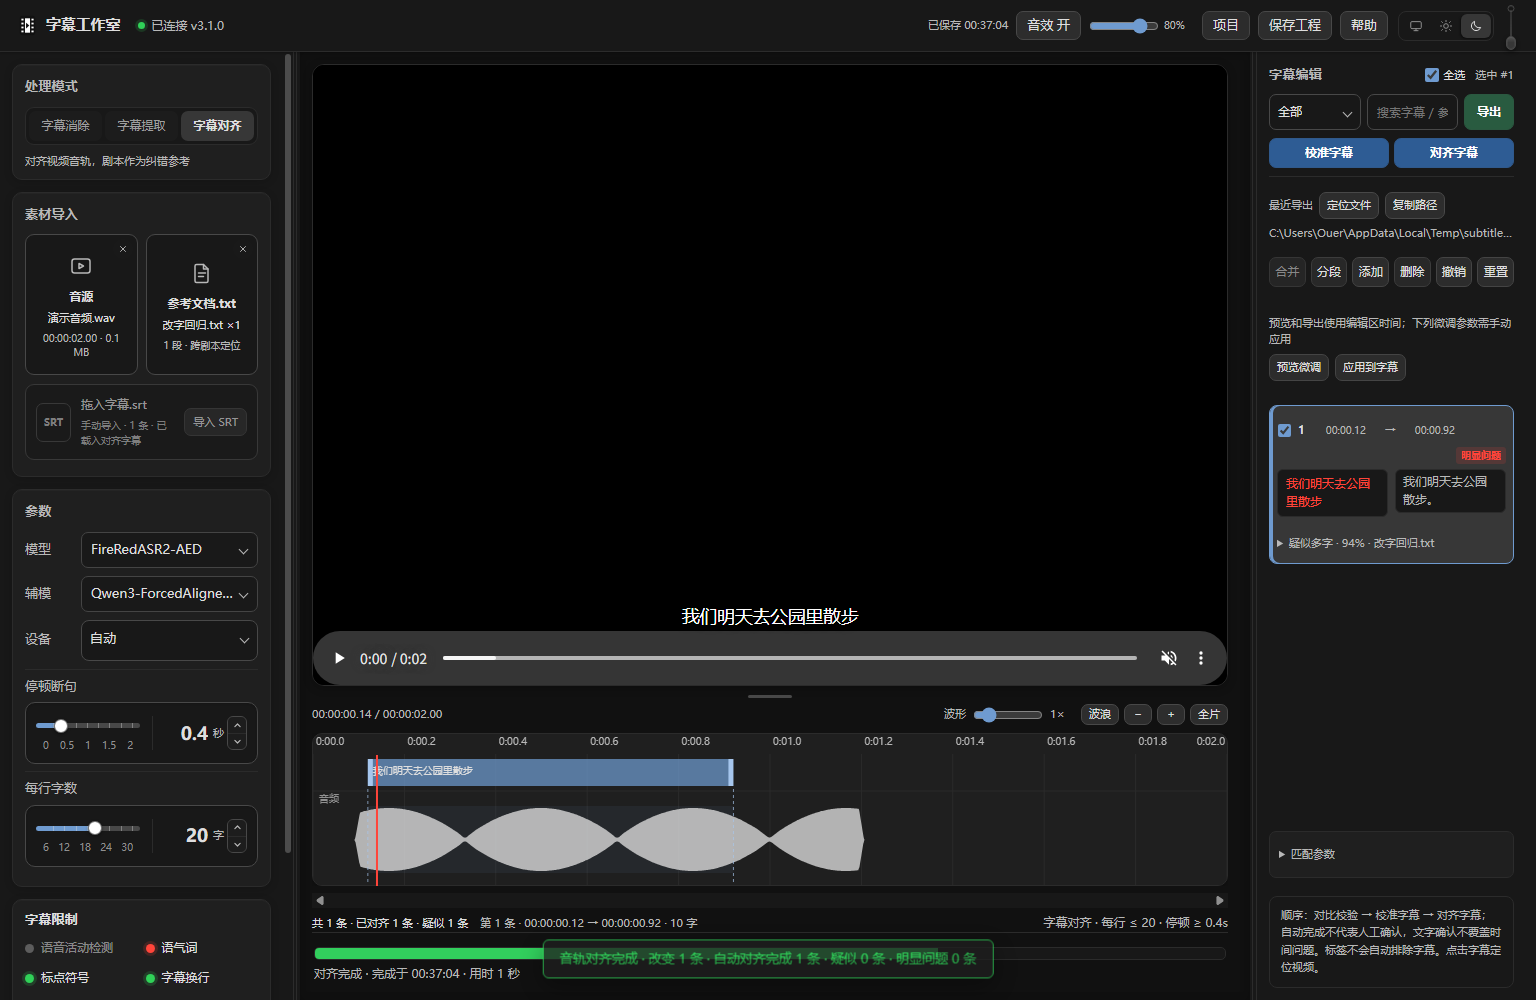 字幕工作室
已连接 v3.1.0
已保存 00:37:04
音效 开
80%
项目
保存工程
帮助
处理模式
字幕消除
字幕提取
字幕对齐
对齐视频音轨，剧本作为纠错参考
素材导入
×
音源
演示音频.wav
00:00:02.00 · 0.1
MB
×
参考文档.txt
改字回归.txt ×1
1 段 · 跨剧本定位
SRT
拖入字幕.srt
手动导入 · 1 条 · 已
载入对齐字幕
导入 SRT
参数
模型
FireRedASR2-AED
辅模
Qwen3-ForcedAligne...
设备
自动
停顿断句
0 0.5 1 1.5 2
0.4 秒
每行字数
6 12 18 24 30
20 字
字幕限制
语音活动检测
语气词
标点符号
字幕换行
我们明天去公园里散步
0:00 / 0:02
00:00:00.14 / 00:00:02.00
波形
1×
波浪
−
+
全片
0:00.0 0:00.2 0:00.4 0:00.6 0:00.8 0:01.0 0:01.2 0:01.4 0:01.6 0:01.8 0:02.0
我们明天去公园里散步
音频
共 1 条 · 已对齐 1 条 · 疑似 1 条
第 1 条 · 00:00:00.12 → 00:00:00.92 · 10 字
字幕对齐 · 每行 ≤ 20 · 停顿 ≥ 0.4s
音轨对齐完成 · 改变 1 条 · 自动对齐完成 1 条 · 疑似 0 条 · 明显问题 0 条
对齐完成 · 完成于 00:37:04 · 用时 1 秒
字幕编辑
全选
选中 #1
全部
搜索字幕 / 参
导出
校准字幕
对齐字幕
最近导出
定位文件
复制路径
C:\Users\Ouer\AppData\Local\Temp\subtitle...
合并
分段
添加
删除
撤销
重置
预览和导出使用编辑区时间；下列微调参数需手动
应用
预览微调
应用到字幕
1
00:00.12 → 00:00.92
明显问题
我们明天去公园
里散步
我们明天去公园
散步。
疑似多字 · 94% · 改字回归.txt
匹配参数
顺序：对比校验 → 校准字幕 → 对齐字幕；
自动完成不代表人工确认，文字确认不要盖时
间问题。标签不会自动排除字幕。点击字幕定
位视频。